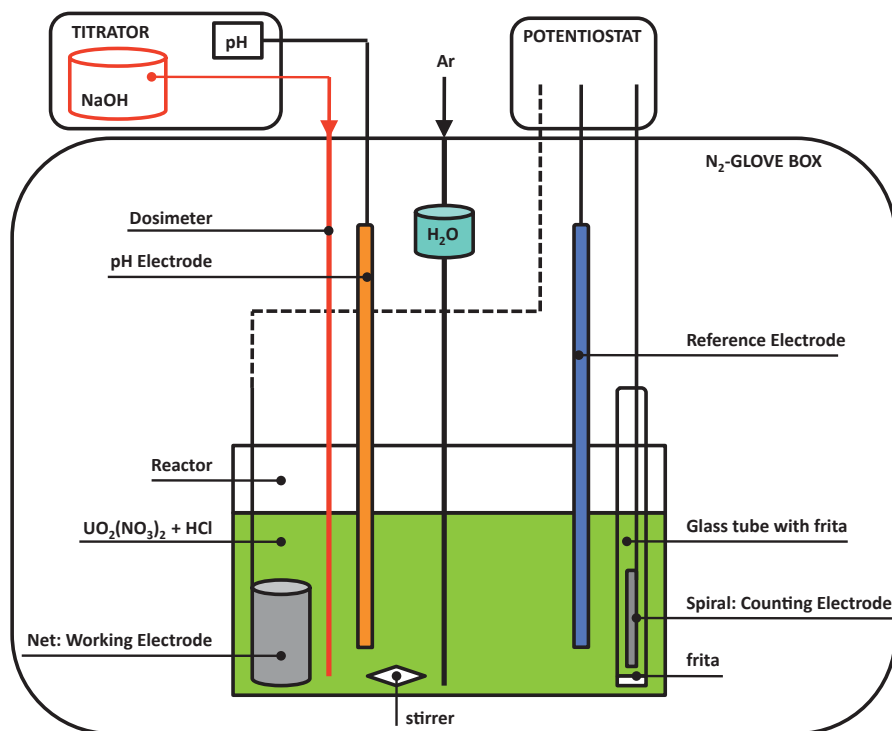 TITRATOR
pH
NaOH
Ar
POTENTIOSTAT
N₂-GLOVE BOX
Dosimeter
H₂O
pH Electrode
Reference Electrode
Reactor
UO₂(NO₃)₂ + HCl
Glass tube with frita
Spiral: Counting Electrode
Net: Working Electrode
frita
stirrer